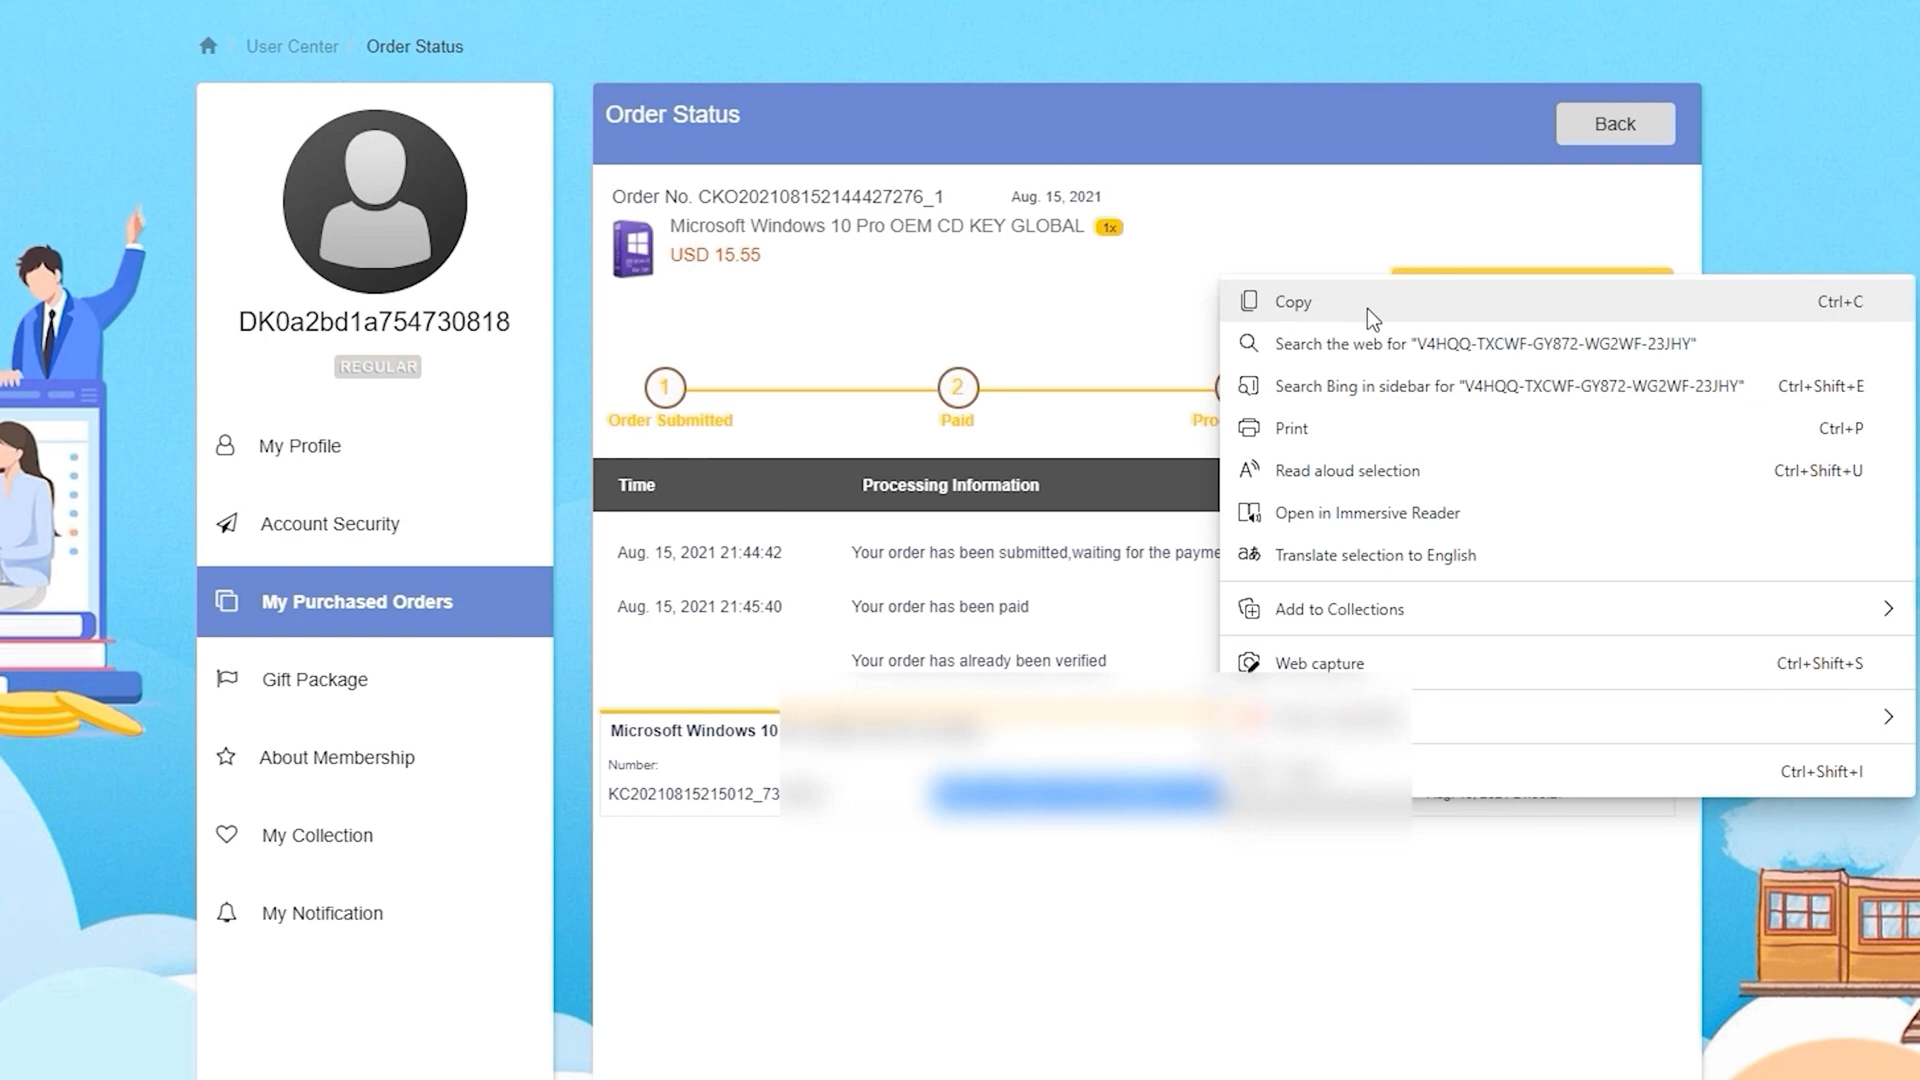 User Center
Order Status
DK0a2bd1a754730818
REGULAR
My Profile
Account Security
My Purchased Orders
Gift Package
About Membership
My Collection
My Notification
Order Status
Back
Order No. CKO202108152144427276_1
Aug. 15, 2021
Microsoft Windows 10 Pro OEM CD KEY GLOBAL 1x
USD 15.55
1
2
Order Submitted
Paid
Pro
Time
Processing Information
Aug. 15, 2021 21:44:42
Your order has been submitted,waiting for the payme
Aug. 15, 2021 21:45:40
Your order has been paid
Your order has already been verified
Microsoft Windows 10
Number:
KC20210815215012_73
Copy Ctrl+C
Search the web for "V4HQQ-TXCWF-GY872-WG2WF-23JHY"
Search Bing in sidebar for "V4HQQ-TXCWF-GY872-WG2WF-23JHY" Ctrl+Shift+E
Print Ctrl+P
Read aloud selection Ctrl+Shift+U
Open in Immersive Reader
Translate selection to English
Add to Collections
Web capture Ctrl+Shift+S
Ctrl+Shift+I